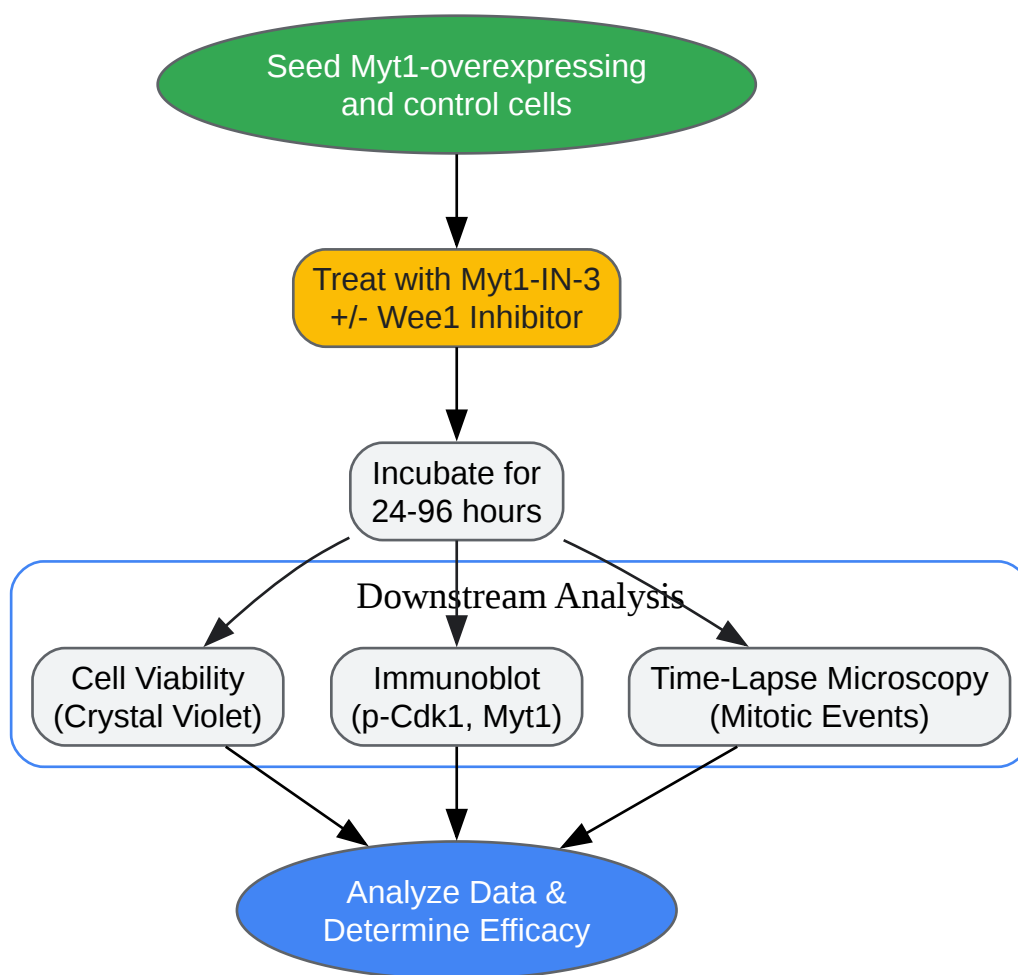 Seed Myt1-overexpressing
and control cells
Treat with Myt1-IN-3
+/- Wee1 Inhibitor
Incubate for
24-96 hours
Downstream Analysis
Cell Viability
(Crystal Violet)
Immunoblot
(p-Cdk1, Myt1)
Time-Lapse Microscopy
(Mitotic Events)
Analyze Data &
Determine Efficacy